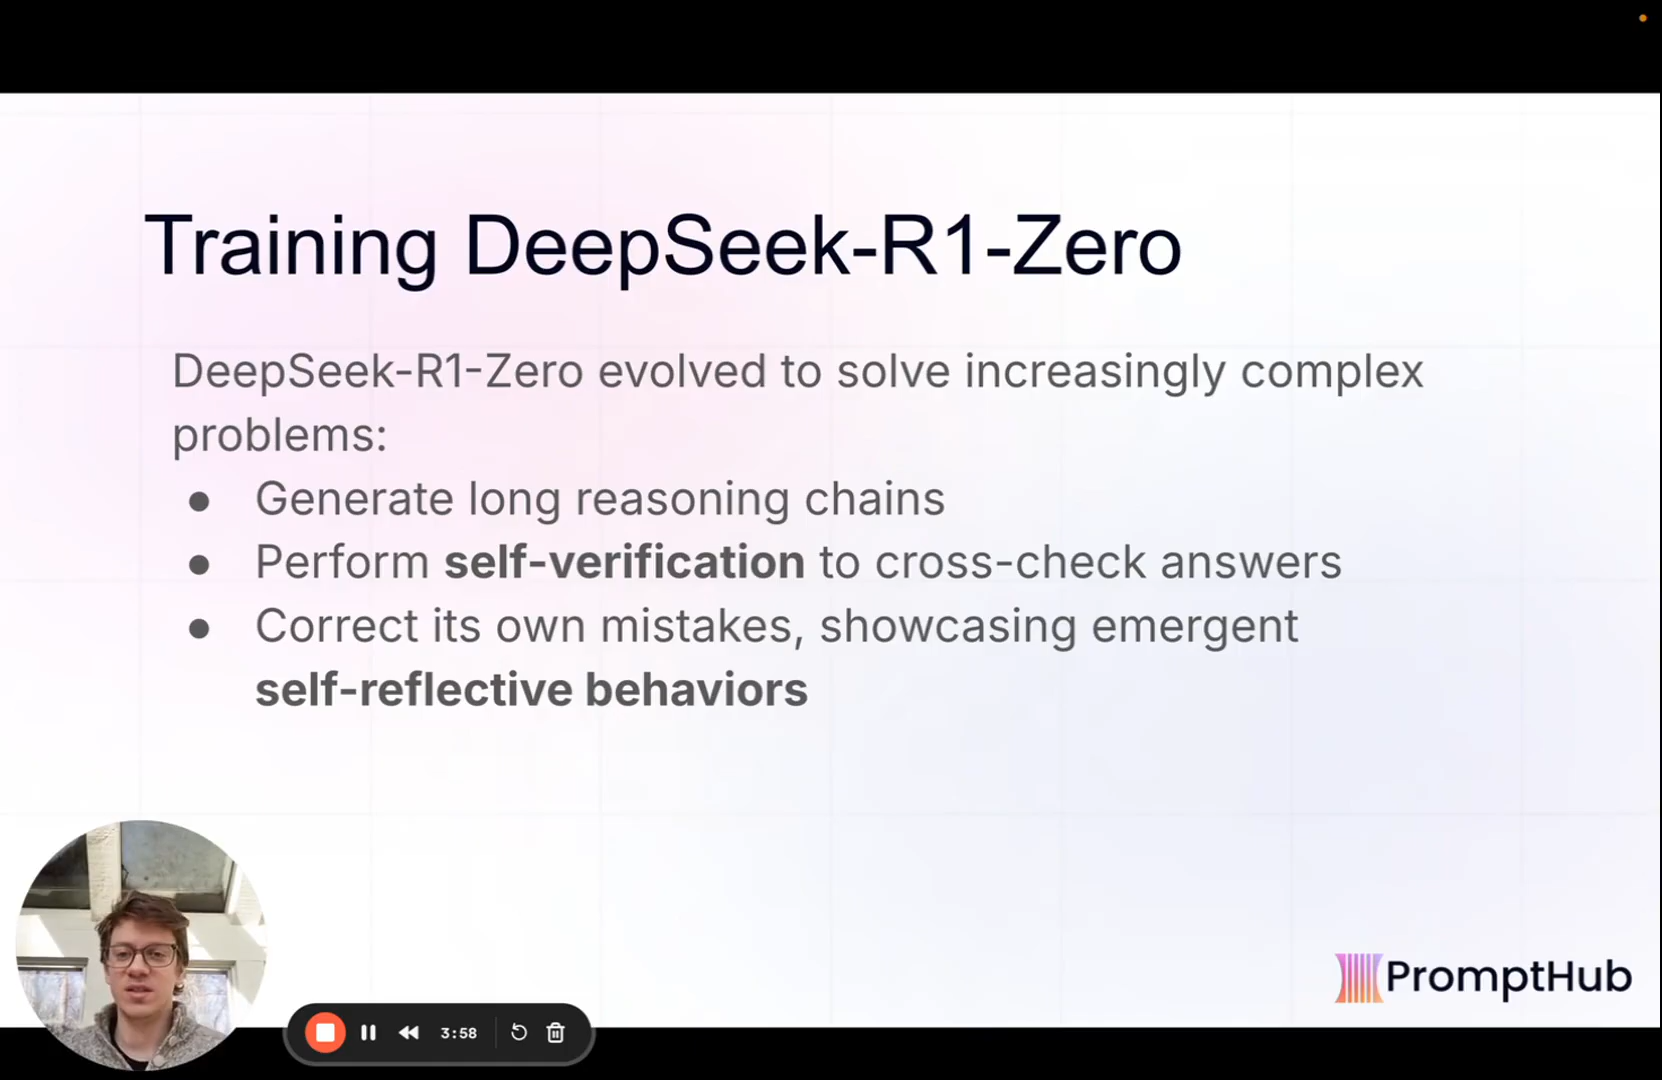 Training DeepSeek-R1-Zero
DeepSeek-R1-Zero evolved to solve increasingly complex
problems:
● Generate long reasoning chains
● Perform self-verification to cross-check answers
● Correct its own mistakes, showcasing emergent
self-reflective behaviors
PromptHub
3:58